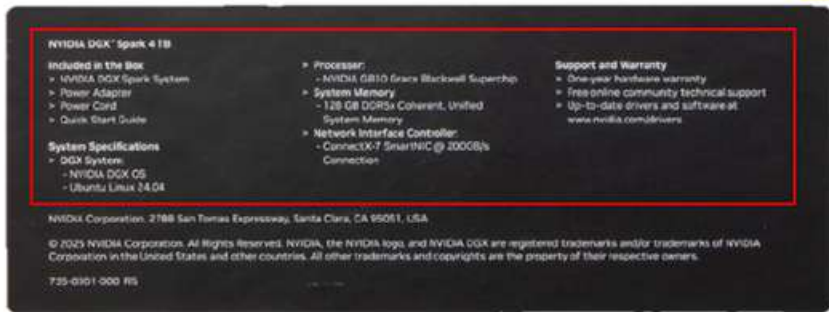 NVIDIA DGX™ Spark 4 TB
Included in the Box
> NVIDIA DGX Spark System
> Power Adapter
> Power Cord
> Quick Start Guide
System Specifications
> DGX System:
- NVIDIA DGX OS
- Ubuntu Linux 24.04
> Processor:
- NVIDIA GB10 Grace Blackwell Superchip
> System Memory
- 128 GB DDR5x Coherent, Unified
System Memory
> Network Interface Controller:
- ConnectX-7 SmartNIC @ 200GB/s
Connection
Support and Warranty
> One-year hardware warranty
> Free online community technical support
> Up-to-date drivers and software at
www.nvidia.com/drivers
NVIDIA Corporation, 2788 San Tomas Expressway, Santa Clara, CA 95051, USA
© 2025 NVIDIA Corporation. All Rights Reserved. NVIDIA, the NVIDIA logo, and NVIDIA DGX are registered trademarks and/or trademarks of NVIDIA
Corporation in the United States and other countries. All other trademarks and copyrights are the property of their respective owners.
735-0301-000 RS